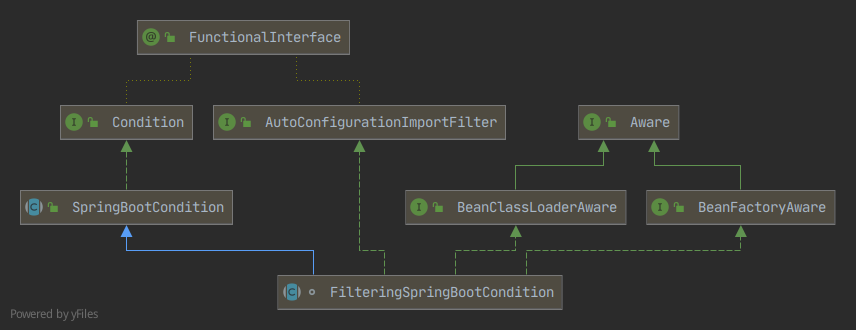 FunctionalInterface
Condition
AutoConfigurationImportFilter
Aware
SpringBootCondition
BeanClassLoaderAware
BeanFactoryAware
FilteringSpringBootCondition
Powered by yFiles